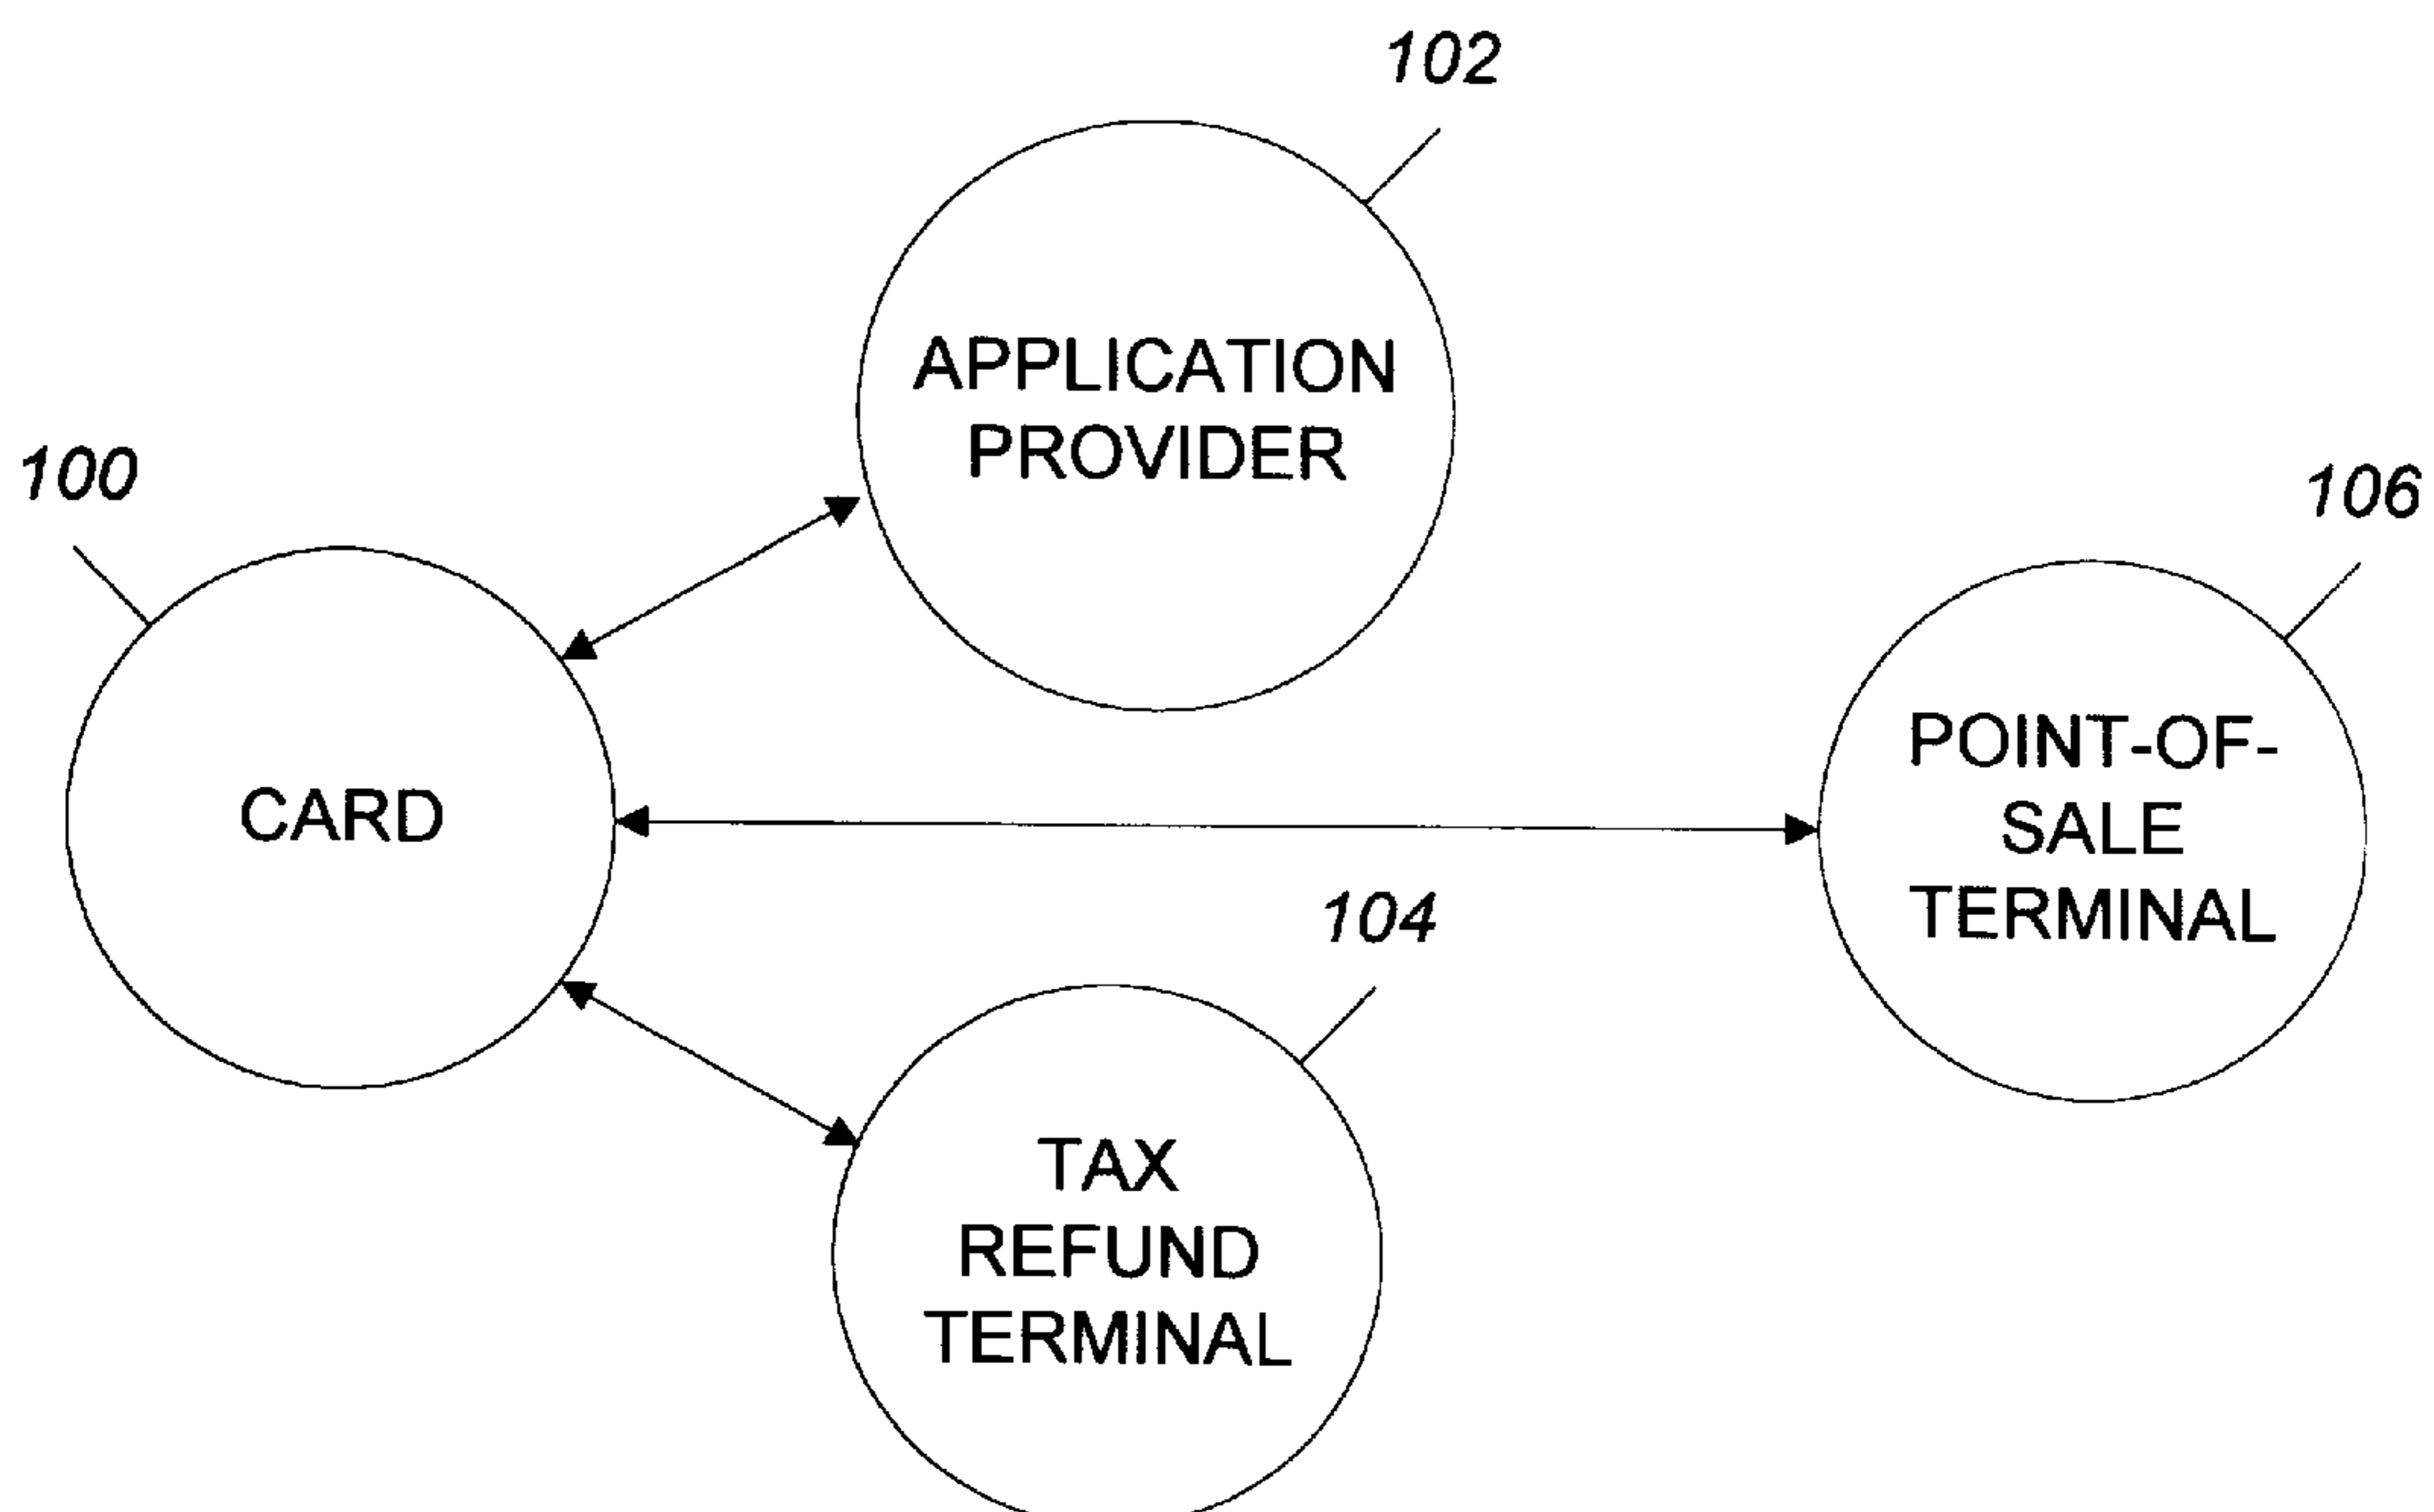 102
APPLICATION
PROVIDER
100
CARD
106
POINT-OF-
SALE
TERMINAL
104
TAX
REFUND
TERMINAL